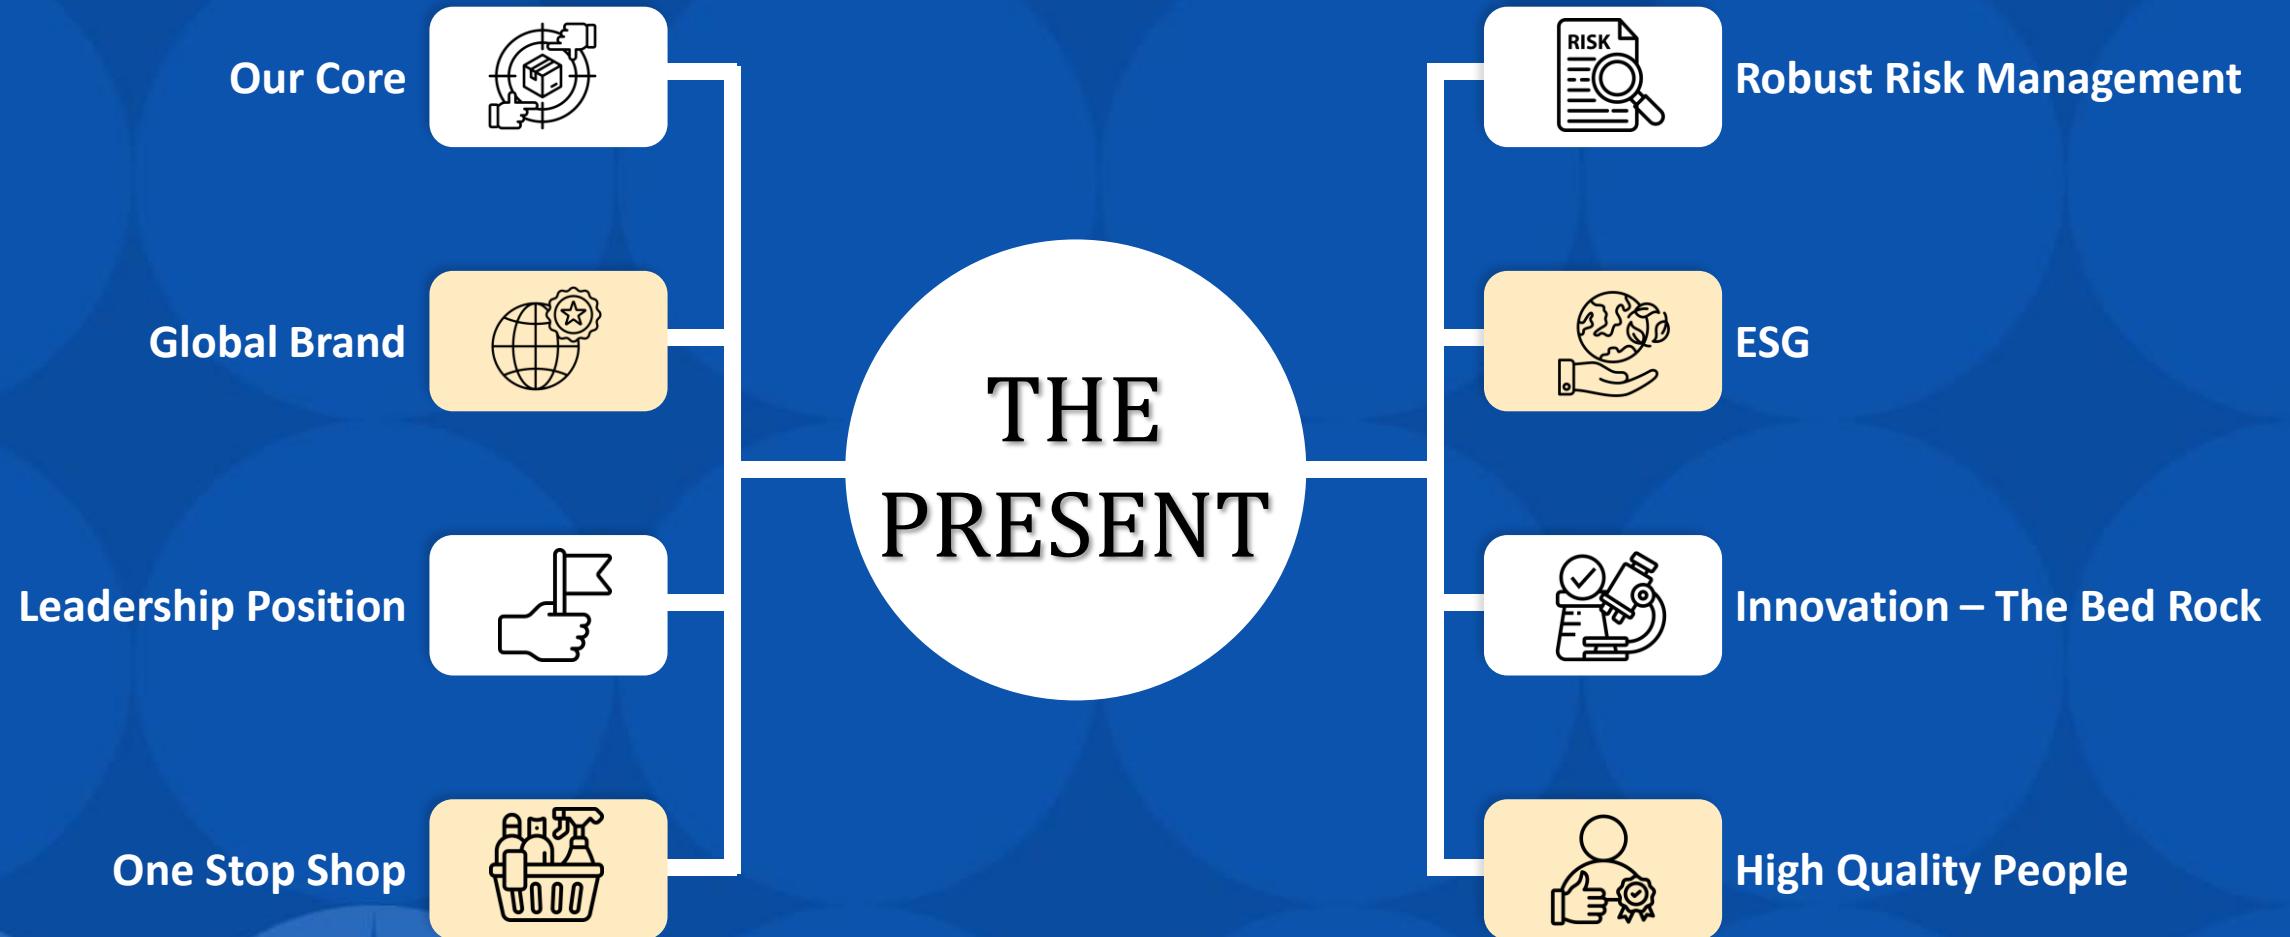 Our Core
Global Brand
Leadership Position
One Stop Shop
THE
PRESENT
RISK
Robust Risk Management
ESG
Innovation – The Bed Rock
High Quality People